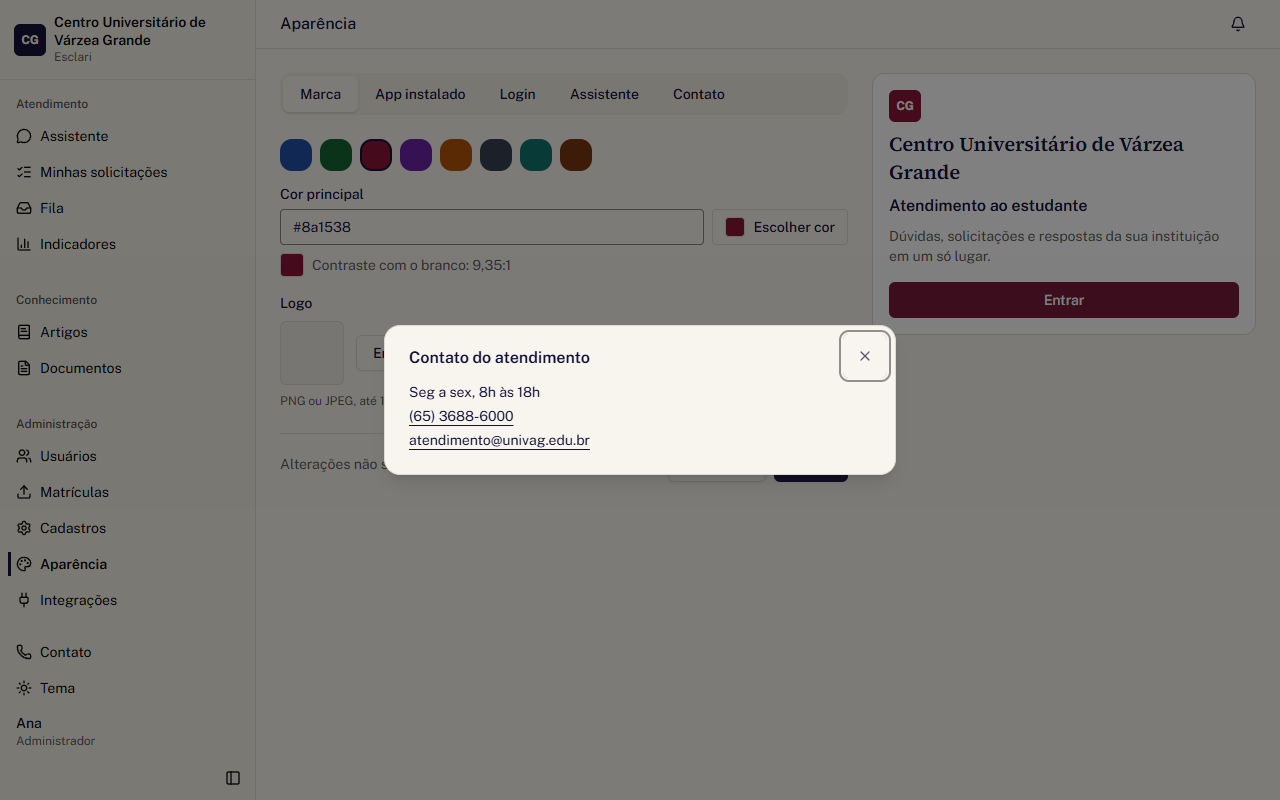 CG
Centro Universitário de
Várzea Grande
Esclari
Atendimento
Assistente
Minhas solicitações
Fila
Indicadores
Conhecimento
Artigos
Documentos
Administração
Usuários
Matrículas
Cadastros
Aparência
Integrações
Contato
Tema
Ana
Administrador
Aparência
Marca
App instalado
Login
Assistente
Contato
Cor principal
#8a1538
Escolher cor
Contraste com o branco: 9,35:1
Logo
PNG ou JPEG, até
Alterações não
Contato do atendimento
Seg a sex, 8h às 18h
(65) 3688-6000
atendimento@univag.edu.br
CG
Centro Universitário de Várzea
Grande
Atendimento ao estudante
Dúvidas, solicitações e respostas da sua instituição
em um só lugar.
Entrar